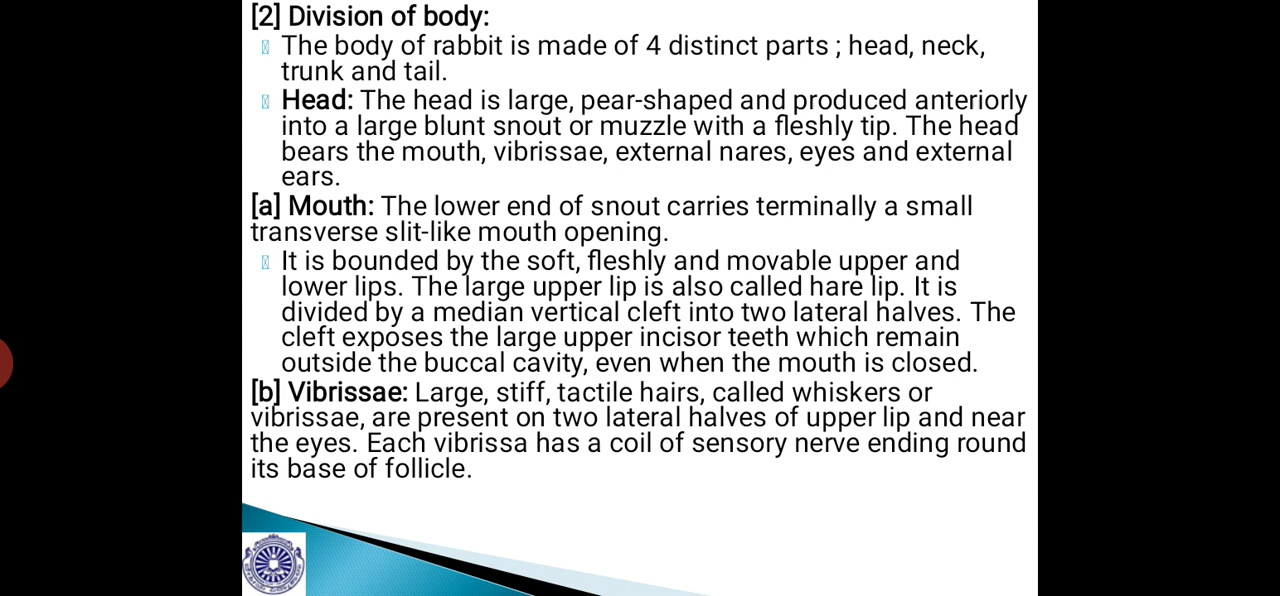 [2] Division of body:
The body of rabbit is made of 4 distinct parts ; head, neck,
trunk and tail.
Head: The head is large, pear-shaped and produced anteriorly
into a large blunt snout or muzzle with a fleshly tip. The head
bears the mouth, vibrissae, external nares, eyes and external
ears.
[a] Mouth: The lower end of snout carries terminally a small
transverse slit-like mouth opening.
It is bounded by the soft, fleshly and movable upper and
lower lips. The large upper lip is also called hare lip. It is
divided by a median vertical cleft into two lateral halves. The
cleft exposes the large upper incisor teeth which remain
outside the buccal cavity, even when the mouth is closed.
[b] Vibrissae: Large, stiff, tactile hairs, called whiskers or
vibrissae, are present on two lateral halves of upper lip and near
the eyes. Each vibrissa has a coil of sensory nerve ending round
its base of follicle.